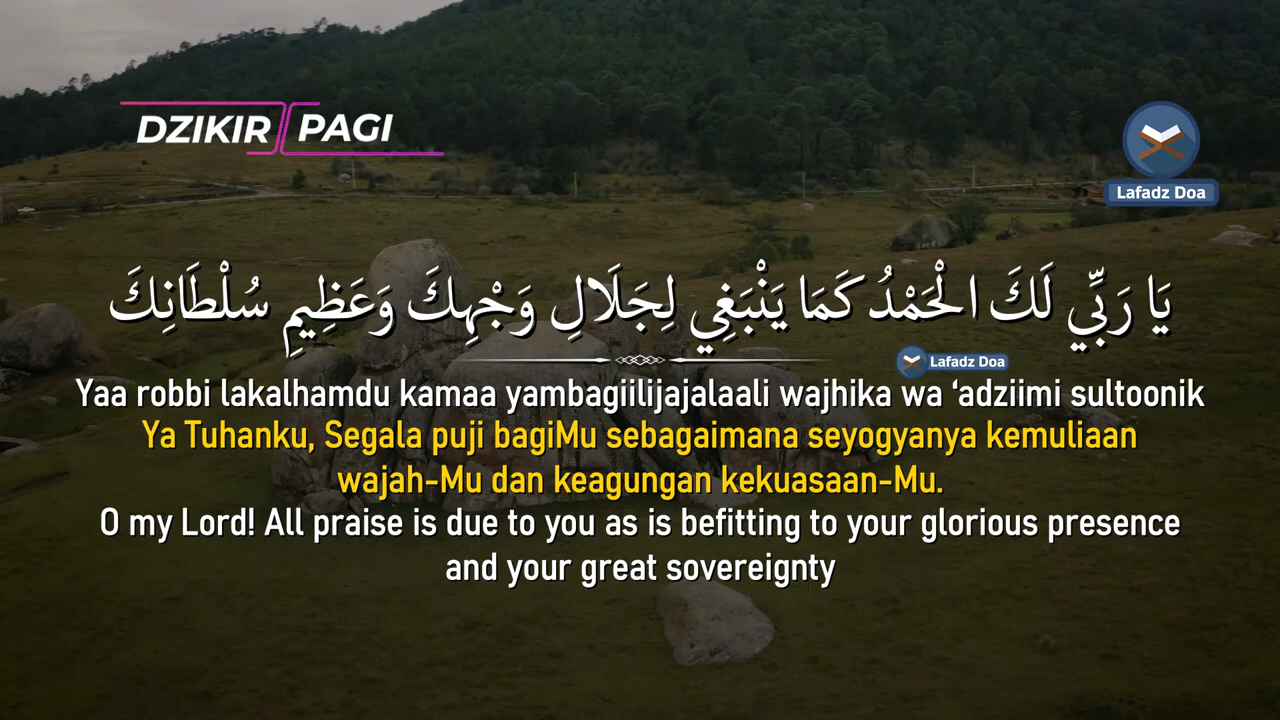 DZIKIR PAGI
Lafadz Doa
يَا رَبِّي لَكَ الْحَمْدُ كَمَا يَنْبَغِي لِجَلَالِ وَجْهِكَ وَعَظِيمِ سُلْطَانِكَ
Lafadz Doa
Yaa robbi lakalhamdu kamaa yambagiilijajalaali wajhika wa ‘adziimi sultoonik
Ya Tuhanku, Segala puji bagiMu sebagaimana seyogyanya kemuliaan
wajah-Mu dan keagungan kekuasaan-Mu.
O my Lord! All praise is due to you as is befitting to your glorious presence
and your great sovereignty